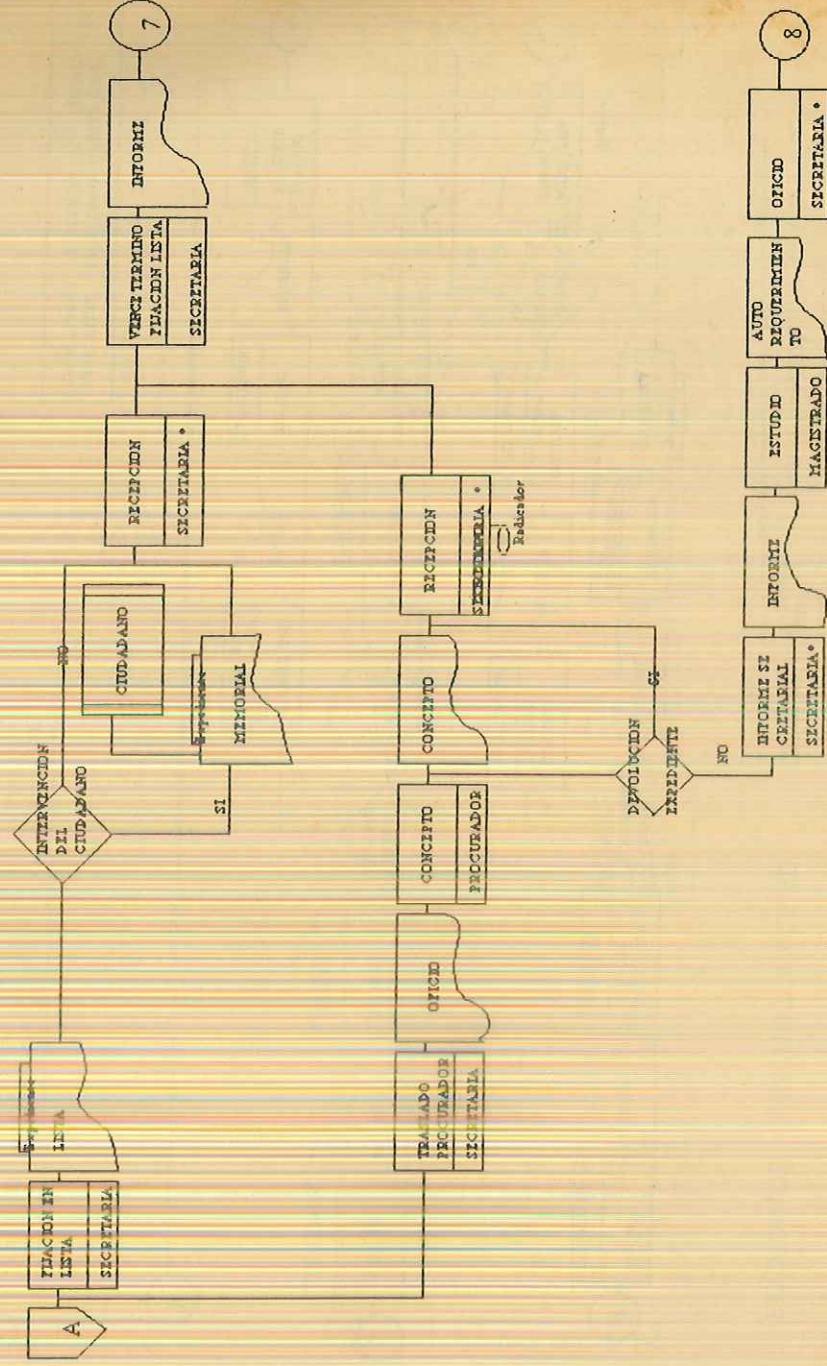 A
FIJACION EN
LISTA
SECRETARIA
Expediente
LISTA
INTERVENCION
DEL
CIUDADANO
NO
SI
CIUDADANO
Expediente
MEMORIAL
RECEPCION
SECRETARIA *
VENCE TERMINO
FIJACION LISTA
SECRETARIA
INFORME
7
TRASLADO
PROCURADOR
SECRETARIA
OFICIO
CONCEPTO
PROCURADOR
CONCEPTO
RECEPCION
Radicador
DEVOLUCION
EXPEDIENTE
SI
NO
INFORME SE
CRETARIAL
SECRETARIA*
INFORME
ESTUDIO
MAGISTRADO
AUTO
REQUERIMIEN
TO
OFICIO
SECRETARIA *
8